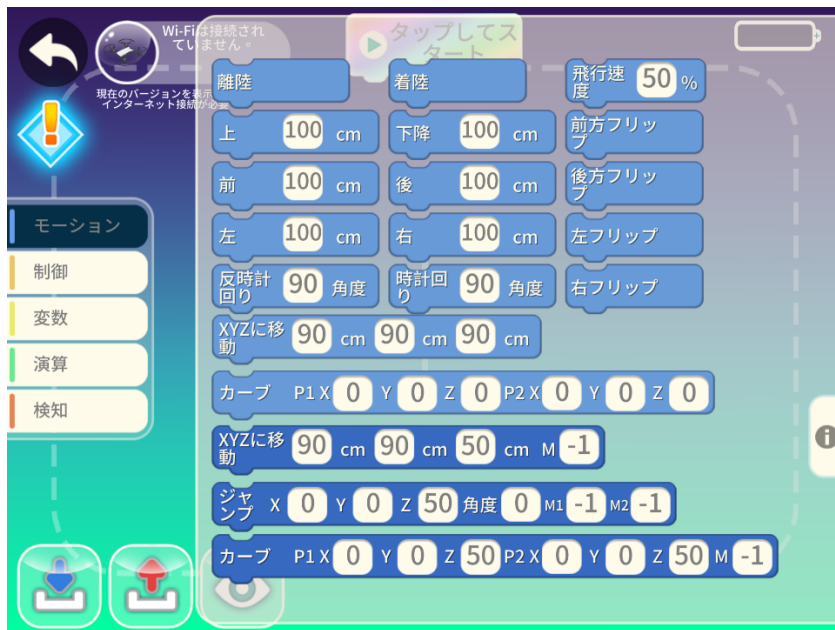 Wi-Fiは接続され
ていません。
タップしてス
タート
現在のバージョンを表示
インターネット接続が必要
離陸
着陸
飛行速
度 50 %
上 100 cm
下降 100 cm
前方フリッ
プ
前 100 cm
後 100 cm
後方フリッ
プ
モーション
左 100 cm
右 100 cm
左フリップ
制御
反時計
回り 90 角度
時計回
り 90 角度
右フリップ
変数
XYZに移
動 90 cm 90 cm 90 cm
演算
カーブ P1 X 0 Y 0 Z 0 P2 X 0 Y 0 Z 0
検知
XYZに移
動 90 cm 90 cm 50 cm M -1
ジャ
ンプ X 0 Y 0 Z 50 角度 0 M1 -1 M2 -1
カーブ P1 X 0 Y 0 Z 50 P2 X 0 Y 0 Z 50 M -1